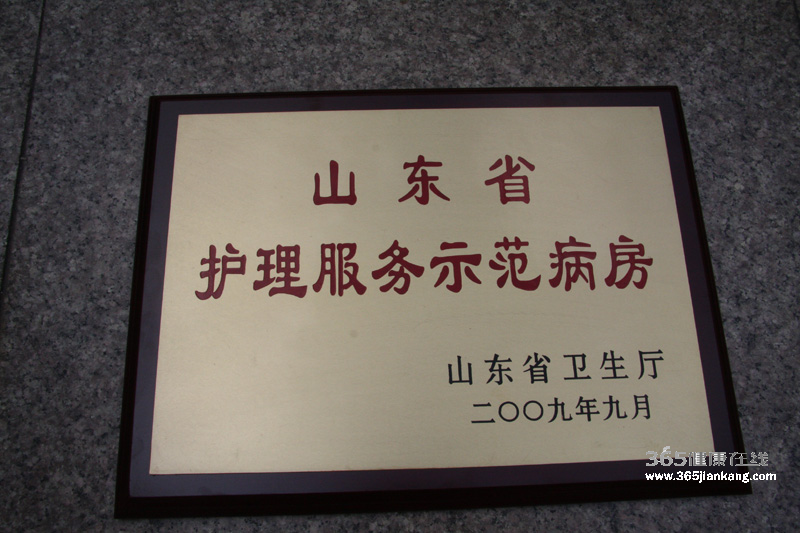 山东省
护理服务示范病房
山东省卫生厅
二〇〇九年九月
365健康在线
www.365jiankang.com